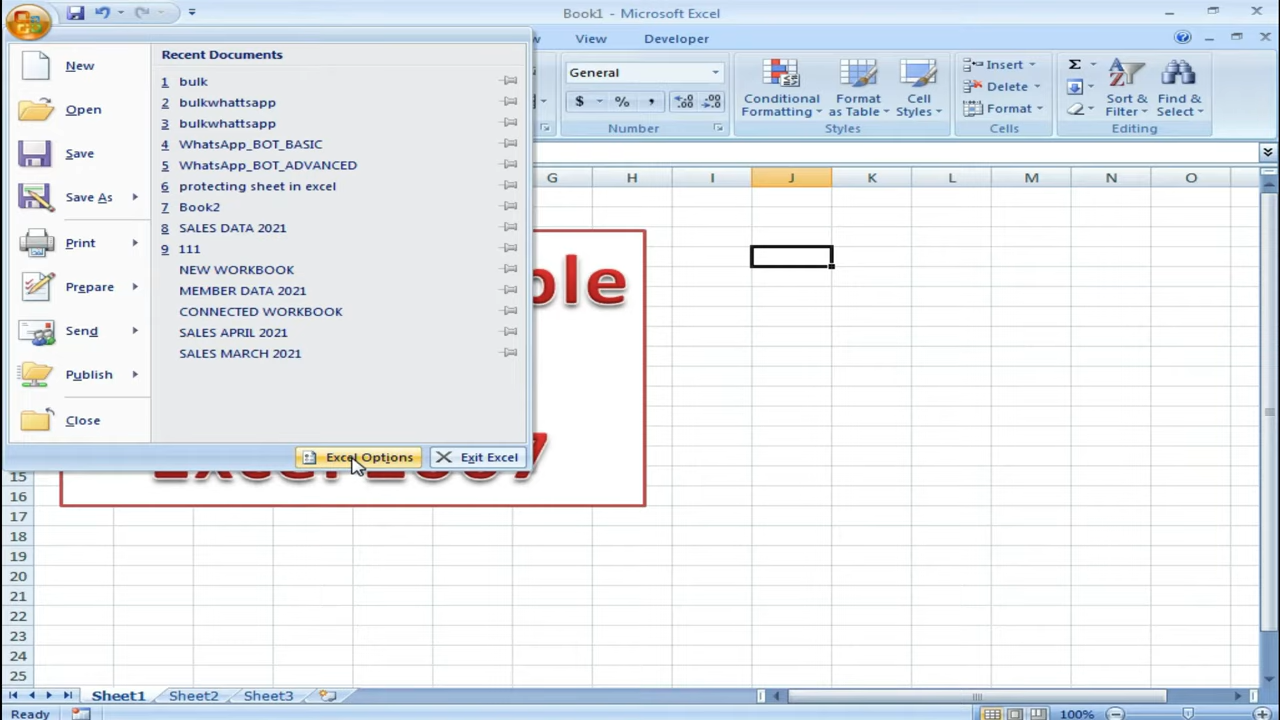 Book1 - Microsoft Excel
View Developer
New
Open
Save
Save As
Print
Prepare
Send
Publish
Close
Recent Documents
1 bulk
2 bulkwhattsapp
3 bulkwhattsapp
4 WhatsApp_BOT_BASIC
5 WhatsApp_BOT_ADVANCED
6 protecting sheet in excel
7 Book2
8 SALES DATA 2021
9 111
NEW WORKBOOK
MEMBER DATA 2021
CONNECTED WORKBOOK
SALES APRIL 2021
SALES MARCH 2021
Excel Options Exit Excel
General
$ % ,
Number
Conditional Formatting
Format as Table
Cell Styles
Styles
Insert
Delete
Format
Cells
Σ
Sort & Filter
Find & Select
Editing
G H I J K L M N O
ble
15
16
17
18
19
20
21
22
23
24
25
Sheet1 Sheet2 Sheet3
Ready 100%